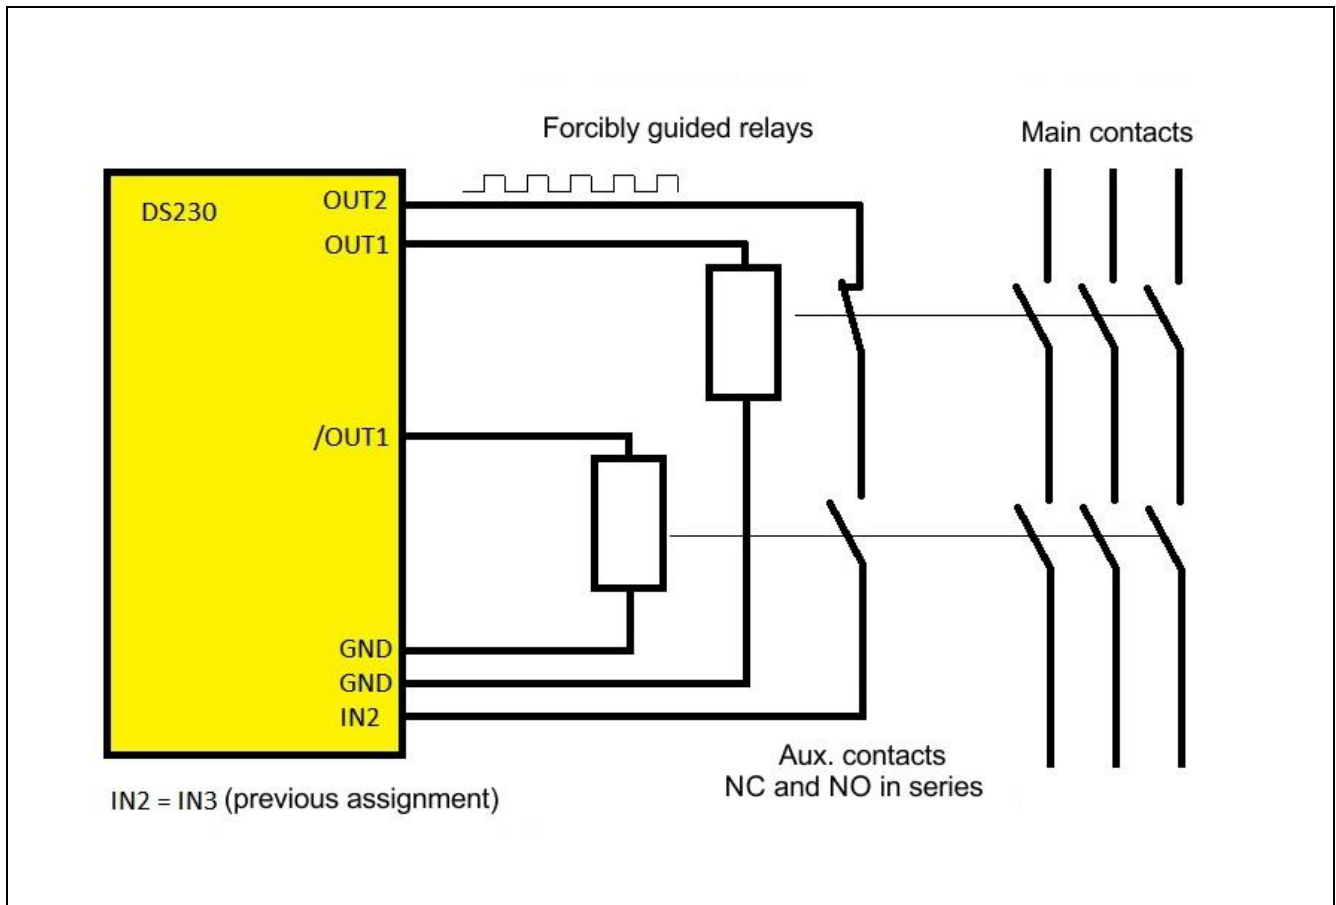 Forcibly guided relays
Main contacts
DS230
OUT2
OUT1
/OUT1
GND
GND
IN2
Aux. contacts
NC and NO in series
IN2 = IN3 (previous assignment)